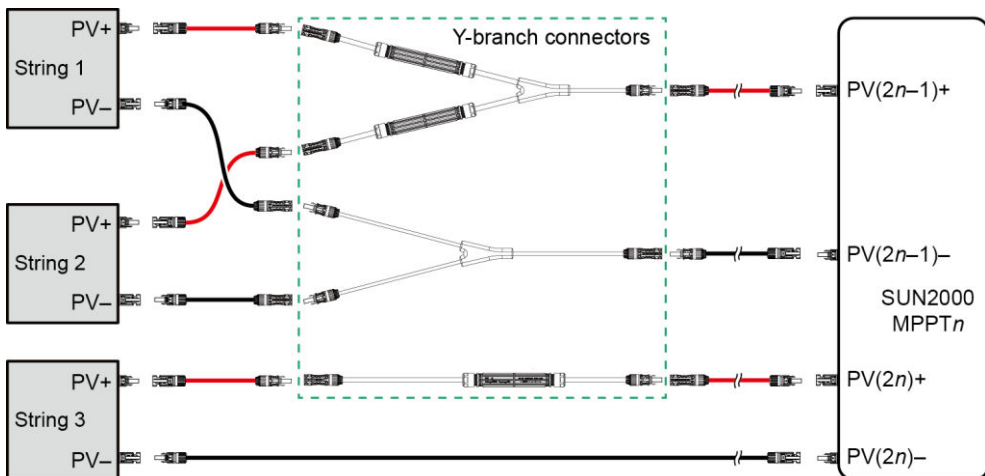 PV+
String 1
PV–
Y-branch connectors
PV(2n–1)+
PV+
String 2
PV–
PV(2n–1)–
SUN2000
MPPTn
PV+
String 3
PV–
PV(2n)+
PV(2n)–